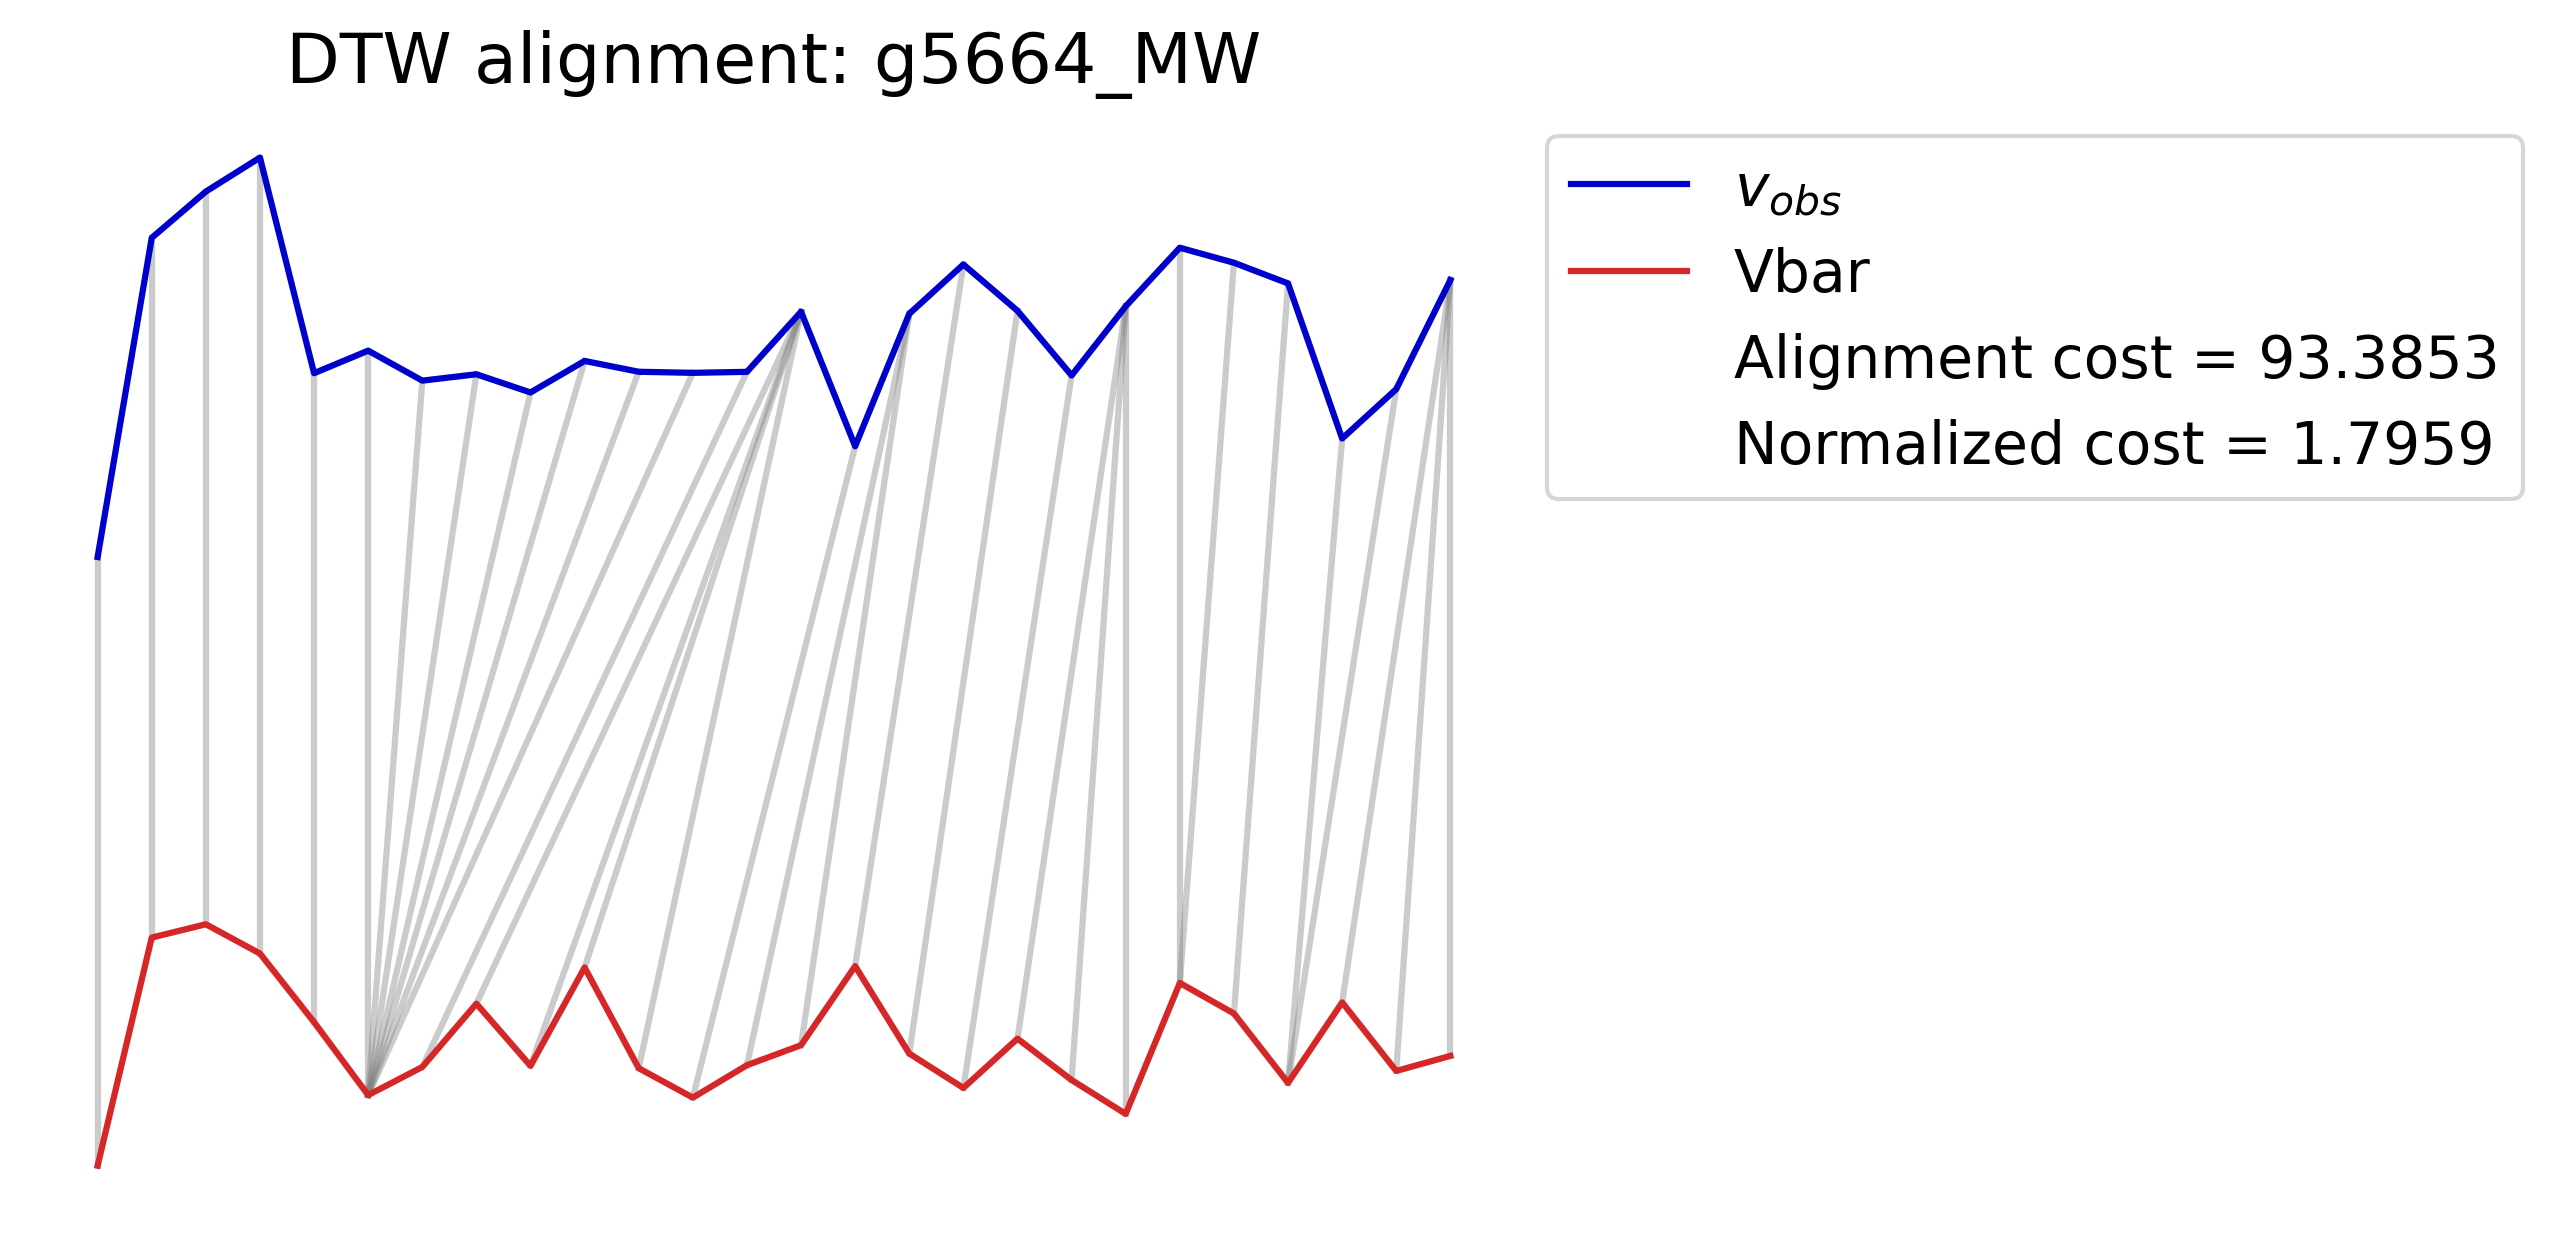 DTW alignment: g5664_MW
v_obs
Vbar
Alignment cost = 93.3853
Normalized cost = 1.7959